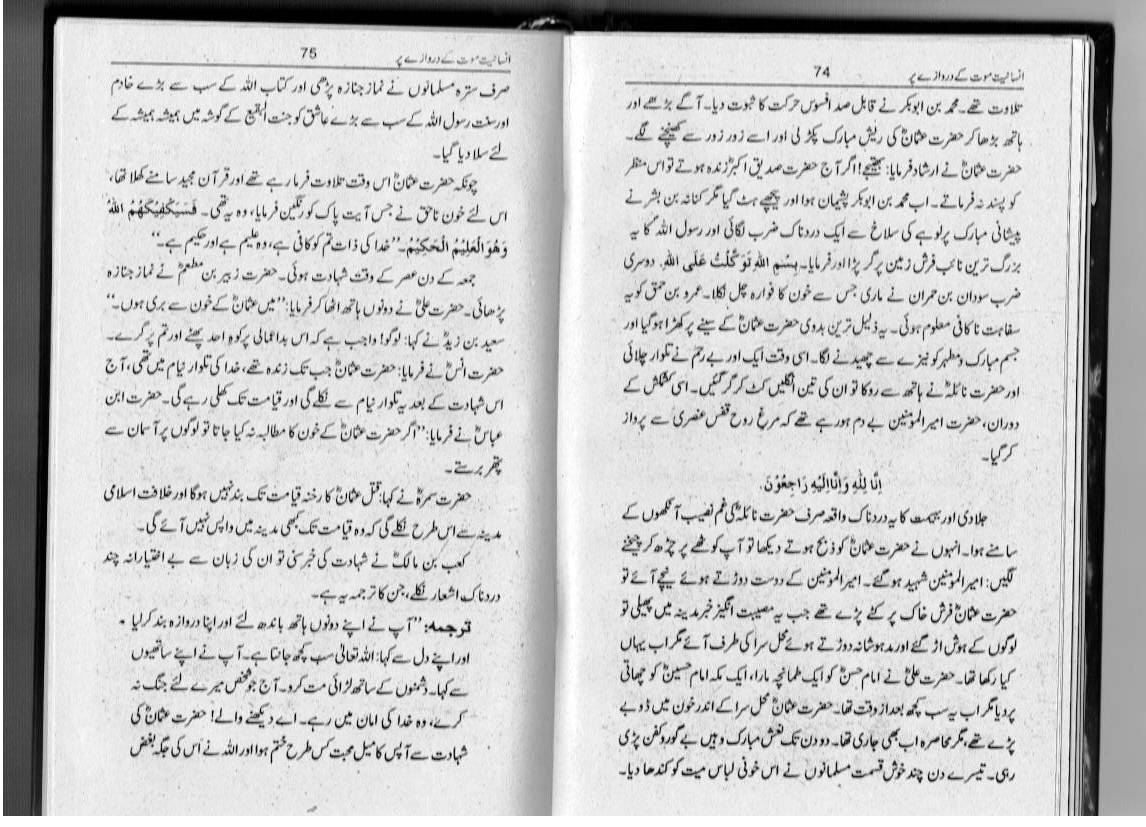 انسانیت موت کے دروازے پر
74
تلاوت تھے۔ محمد بن ابوبکر نے قابل صد افسوس حرکت کا ثبوت دیا۔ آگے بڑھے اور
ہاتھ بڑھا کر حضرت عثمانؓ کی ریش مبارک پکڑ لی اور اسے زور زور سے کھینچنے لگے۔
حضرت عثمانؓ نے ارشاد فرمایا: بھتیجے! اگر آج حضرت صدیق اکبرؓ زندہ ہوتے تو اس منظر
کو پسند نہ فرماتے۔ اب محمد بن ابوبکر پشیمان ہوا اور پیچھے ہٹ گیا مگر کنانہ بن بشر نے
پیشانی مبارک پر لوہے کی سلاخ سے ایک دردناک ضرب لگائی اور رسول اللہ ؐ کا یہ
بزرگ ترین نائب فرش زمین پر گر پڑا اور فرمایا۔ بِسْمِ اللهِ تَوَکَّلْتُ عَلَی اللهِ۔ دوسری
ضرب سودان بن حمران نے ماری جس سے خون کا فوارہ چل نکلا۔ عمرو بن حمق کو یہ
سفاہت ناکافی معلوم ہوئی۔ یہ ذلیل ترین بدوی حضرت عثمانؓ کے سینے پر کھڑا ہوگیا اور
جسم مبارک ومطہر کو نیزے سے چھیدنے لگا۔ اسی وقت ایک اور بے رحم نے تلوار چلائی
اور حضرت نائلہؓ نے ہاتھ سے روکا تو ان کی تین انگلیں کٹ کر گر گئیں۔ اسی کشمکش کے
دوران، حضرت امیرالمؤمنین بے دم ہورہے تھے کہ مرغ روح قفس عنصری سے پرواز
کر گیا۔
اِنَّا لِلّٰهِ وَاِنَّا اِلَیْهِ رَاجِعُوْنَ۔
جلادی اور بہیمت کا یہ دردناک واقعہ صرف حضرت نائلہؓ کی غم نصیب آنکھوں کے
سامنے ہوا۔ انہوں نے حضرت عثمانؓ کو ذبح ہوتے دیکھا تو آپ کوٹھے پر چڑھ کر چیخنے
لگیں: امیرالمؤمنین شہید ہوگئے۔ امیرالمؤمنین کے دوست دوڑتے ہوئے نیچے آئے تو
حضرت عثمانؓ فرش خاک پر کٹے پڑے تھے جب یہ مصیبت انگیز خبر مدینہ میں پھیلی تو
لوگوں کے ہوش اڑ گئے اور مدہوشانہ دوڑتے ہوئے محل سرا کی طرف آئے مگر اب یہاں
کیا رکھا تھا۔ حضرت علیؓ نے امام حسنؓ کو ایک طمانچہ مارا، ایک مکہ امام حسینؓ کو چھاتی
پر دیا مگر اب یہ سب کچھ بعد از وقت تھا۔ حضرت عثمانؓ محل سرا کے اندر خون میں ڈوبے
پڑے تھے، مگر محاصرہ اب بھی جاری تھا۔ دو دن تک نعش مبارک وہیں بے گور و کفن پڑی
رہی۔ تیسرے دن چند خوش قسمت مسلمانوں نے اس خونی لباس میت کو کندھا دیا۔
انسانیت موت کے دروازے پر
75
صرف سترہ مسلمانوں نے نماز جنازہ پڑھی اور کتاب اللہ کے سب سے بڑے خادم
اور سنت رسول اللہ کے سب سے بڑے عاشق کو جنت البقیع کے گوشہ میں ہمیشہ ہمیشہ کے
لئے سلا دیا گیا۔
چونکہ حضرت عثمانؓ اس وقت تلاوت فرما رہے تھے اور قرآن مجید سامنے کھلا تھا،
اس لئے خون ناحق نے جس آیت پاک کو رنگین فرمایا، وہ یہ تھی۔ فَسَیَکْفِیْکَهُمُ اللهُ
وَهُوَ الْعَلِیْمُ الْحَکِیْمُ۔ ”خدا کی ذات تم کو کافی ہے، وہ علیم ہے اور حکیم ہے۔“
جمعہ کے دن عصر کے وقت شہادت ہوئی۔ حضرت زبیر بن مطعمؓ نے نماز جنازہ
پڑھائی۔ حضرت علیؓ نے دونوں ہاتھ اٹھا کر فرمایا: ”میں عثمانؓ کے خون سے بری ہوں۔“
سعید بن زیدؓ نے کہا: لوگو! واجب ہے کہ اس بداعمالی پر کوہ احد پھٹے اور تم پر گرے۔
حضرت انسؓ نے فرمایا: حضرت عثمانؓ جب تک زندہ تھے، خدا کی تلوار نیام میں تھی، آج
اس شہادت کے بعد یہ تلوار نیام سے نکلے گی اور قیامت تک کھلی رہے گی۔ حضرت ابن
عباسؓ نے فرمایا: ”اگر حضرت عثمانؓ کے خون کا مطالبہ نہ کیا جاتا تو لوگوں پر آسمان سے
پتھر برستے۔
حضرت سمرہؓ نے کہا: قتل عثمانؓ کا رخنہ قیامت تک بند نہیں ہوگا اور خلافت اسلامی
مدینہ سے اس طرح نکلے گی کہ وہ قیامت تک کبھی مدینہ میں واپس نہیں آئے گی۔
کعب بن مالکؓ نے شہادت کی خبر سنی تو ان کی زبان سے بے اختیارانہ چند
دردناک اشعار نکلے، جن کا ترجمہ یہ ہے۔
ترجمہ: ”آپ نے اپنے دونوں ہاتھ باندھ لئے اور اپنا دروازہ بند کر لیا
اور اپنے دل سے کہا: اللہ تعالیٰ سب کچھ جانتا ہے۔ آپ نے اپنے ساتھیوں
سے کہا۔ دشمنوں کے ساتھ لڑائی مت کرو۔ آج جو شخص میرے لئے جنگ نہ
کرے، وہ خدا کی امان میں رہے۔ اے دیکھنے والے! حضرت عثمانؓ کی
شہادت سے آپس کا میل محبت کس طرح ختم ہوا اور اللہ نے اس کی جگہ بغض